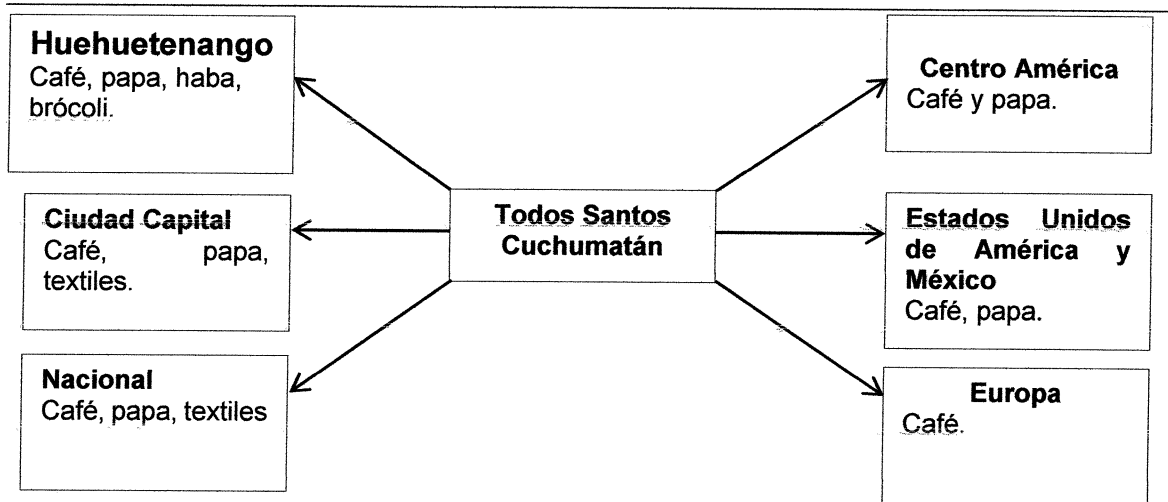 Huehuetenango
Café, papa, haba,
brócoli.
Ciudad Capital
Café, papa,
textiles.
Nacional
Café, papa, textiles
Todos Santos
Cuchumatán
Centro América
Café y papa.
Estados Unidos
de América y
México
Café, papa.
Europa
Café.